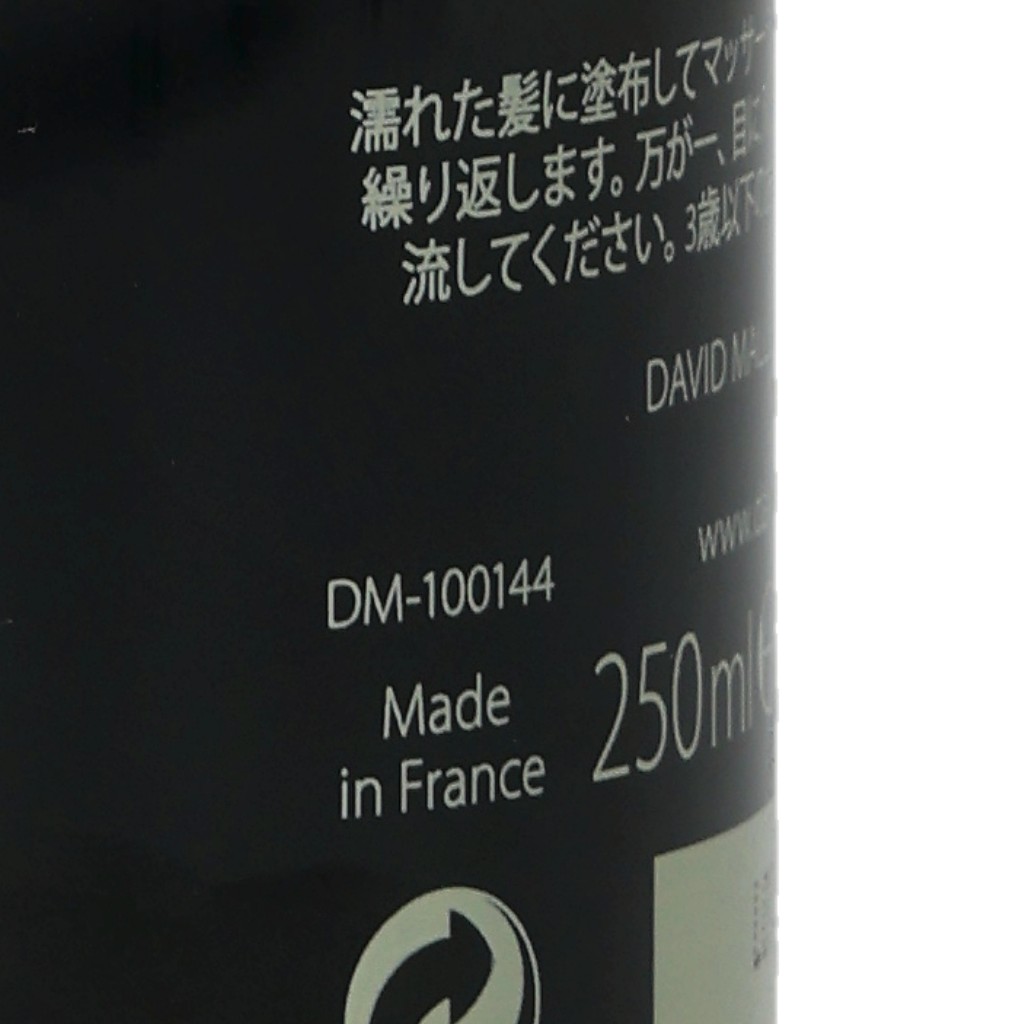 濡れた髪に塗布してマッサー
繰り返します。万が一、目に
流してください。3歳以下
DAVID
DM-100144
250ml
Made
in France